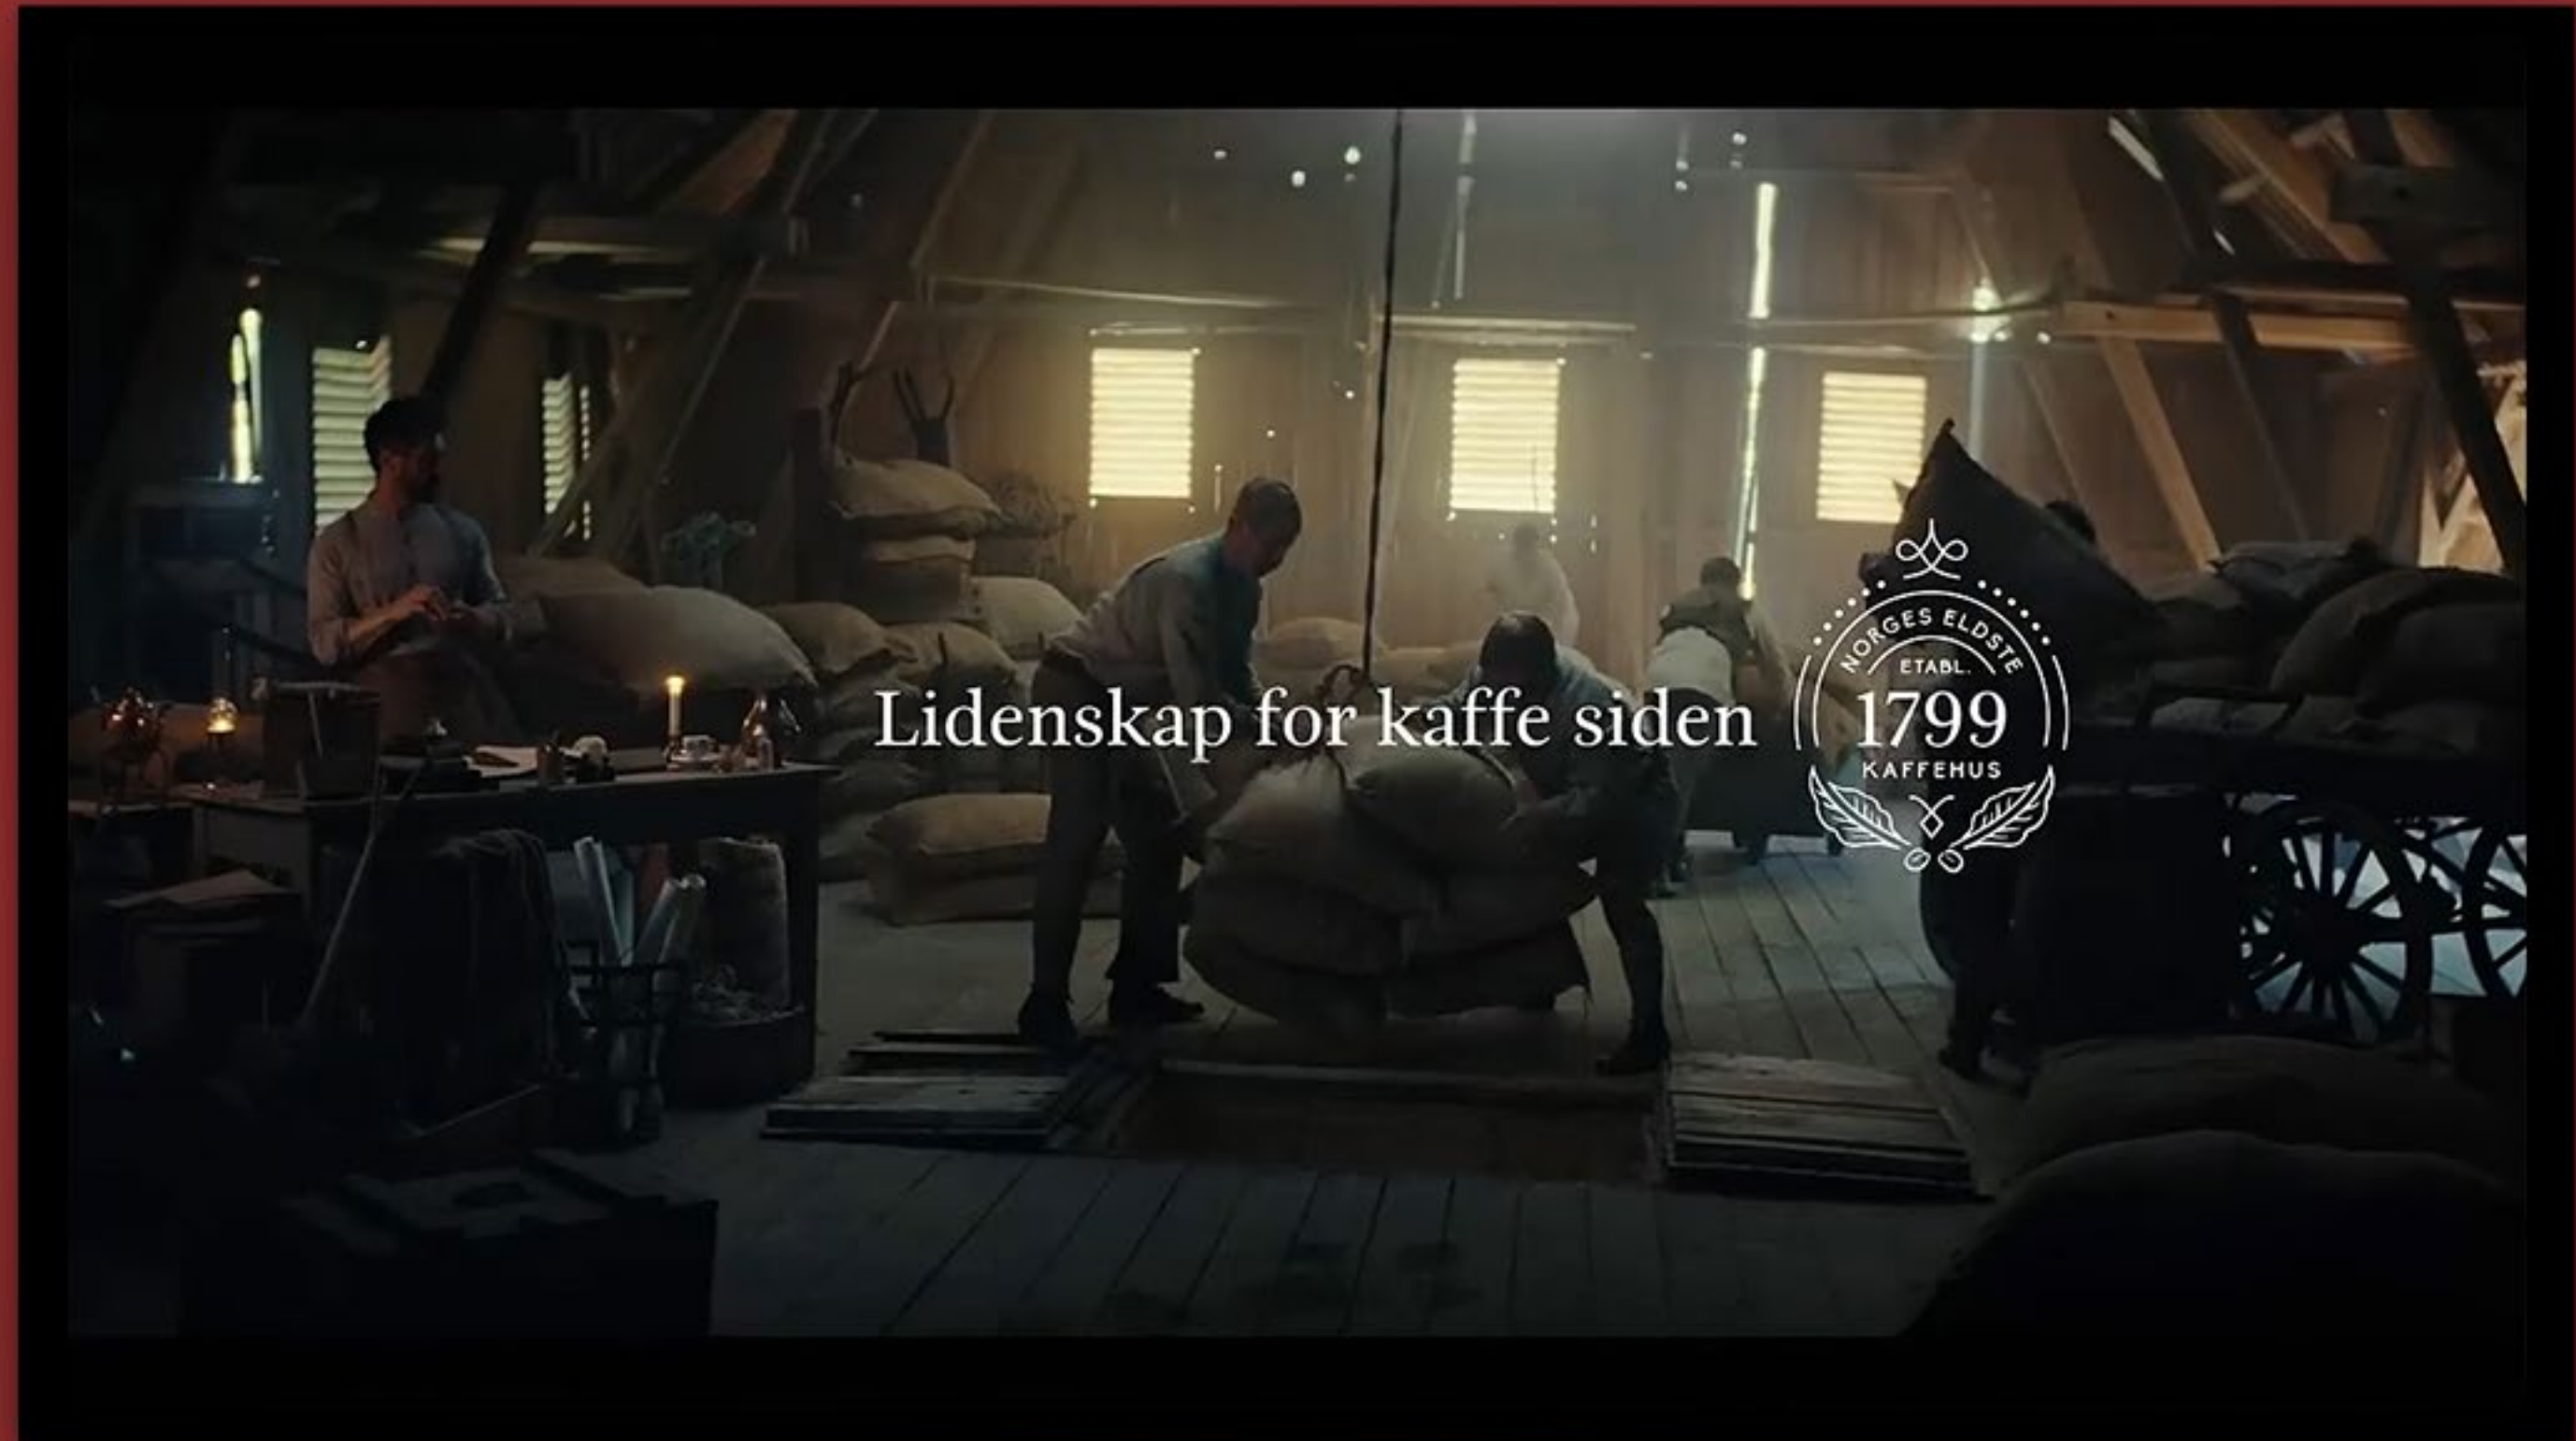 Lidenskap for kaffe siden
NORGES ELDSTE
ETABL.
1799
KAFFEHUS